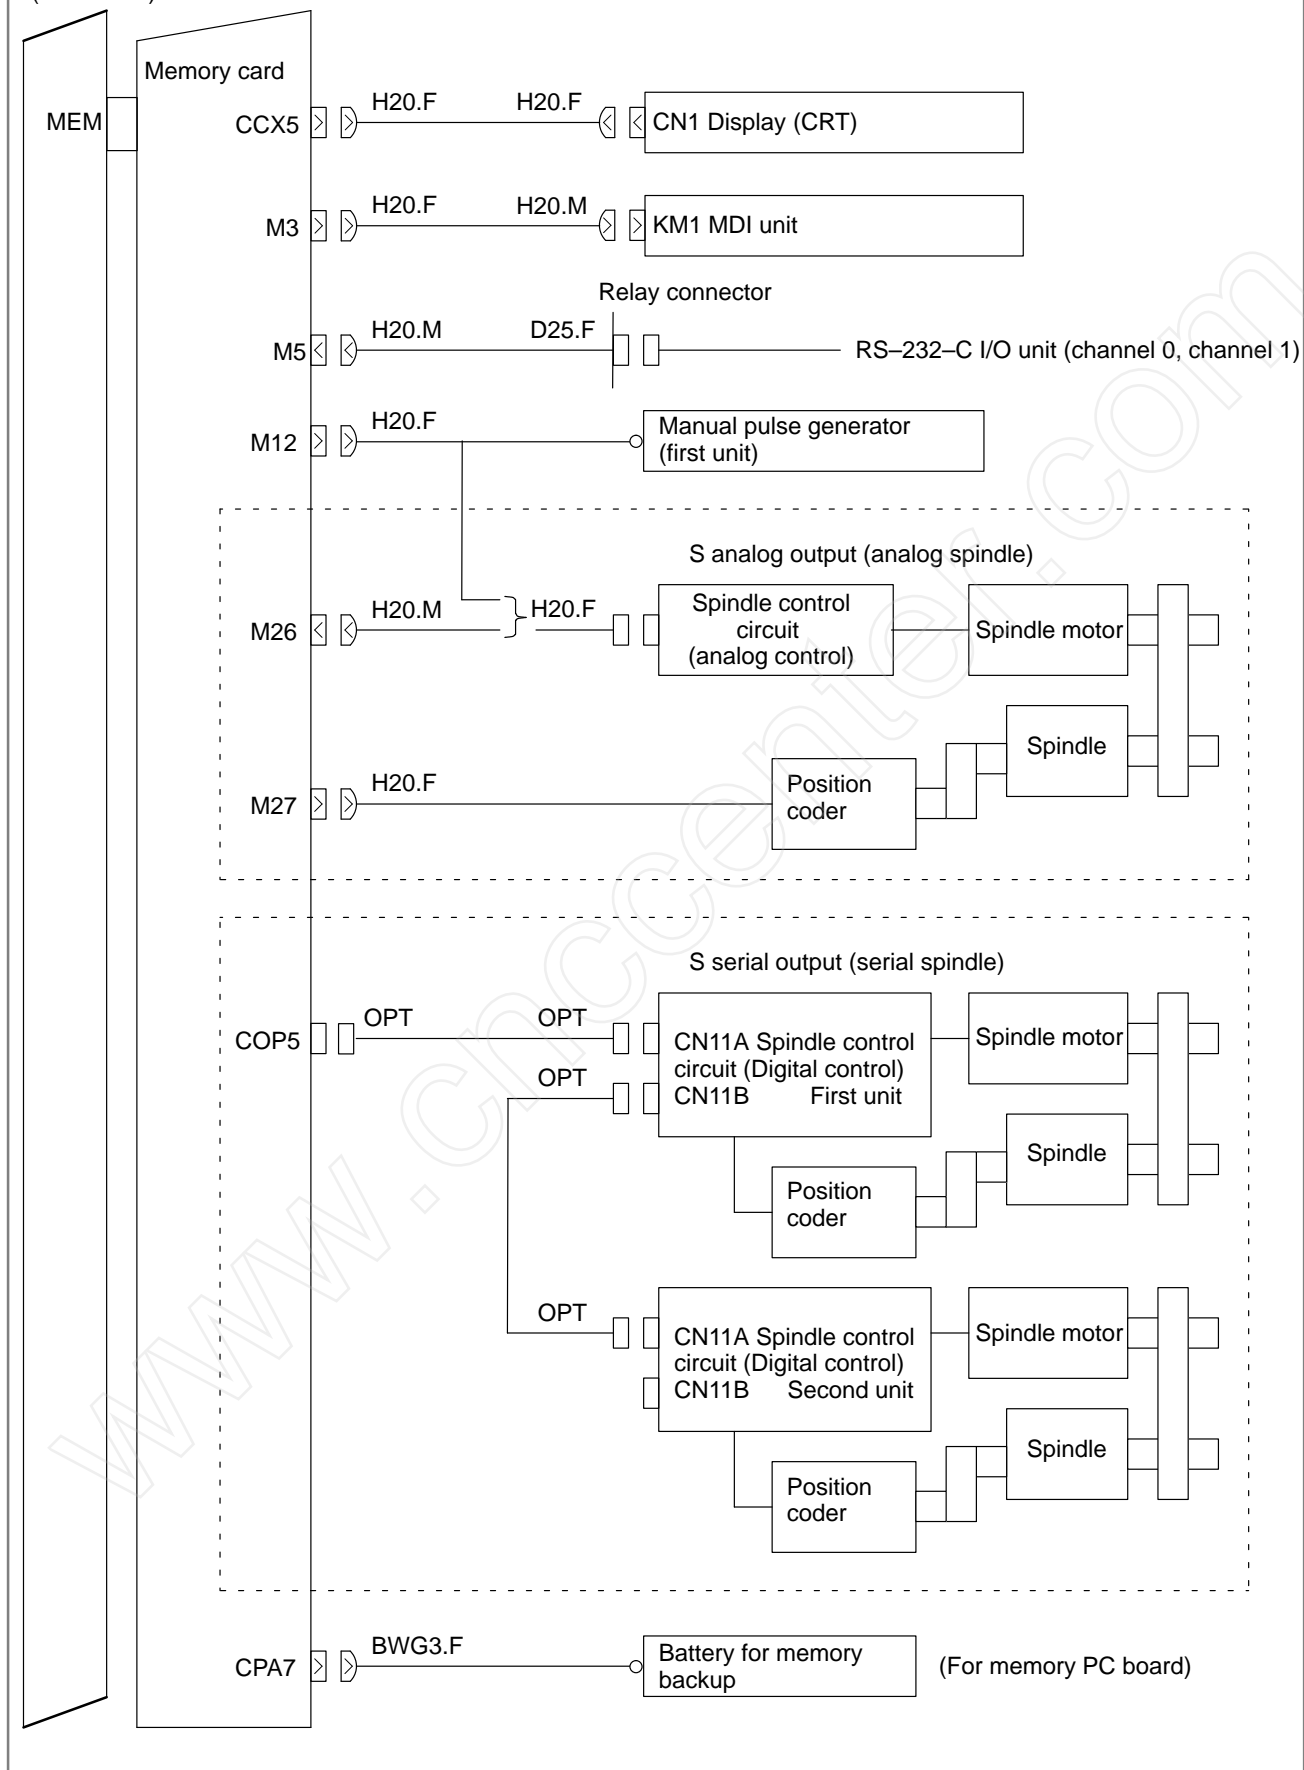 Memory card
MEM
CCX5
H20.F
H20.F
CN1 Display (CRT)
M3
H20.F
H20.M
KM1 MDI unit
Relay connector
M5
H20.M
D25.F
RS–232–C I/O unit (channel 0, channel 1)
M12
H20.F
Manual pulse generator
(first unit)
S analog output (analog spindle)
M26
H20.M
H20.F
Spindle control
circuit
(analog control)
Spindle motor
Spindle
M27
H20.F
Position
coder
S serial output (serial spindle)
COP5
OPT
OPT
CN11A Spindle control
circuit (Digital control)
CN11B First unit
Spindle motor
OPT
Spindle
Position
coder
OPT
CN11A Spindle control
circuit (Digital control)
CN11B Second unit
Spindle motor
Spindle
Position
coder
CPA7
BWG3.F
Battery for memory
backup
(For memory PC board)
www.cnccenter.com